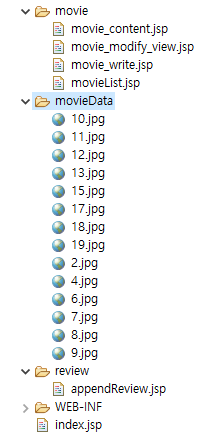 movie
movie_content.jsp
movie_modify_view.jsp
movie_write.jsp
movieList.jsp
movieData
10.jpg
11.jpg
12.jpg
13.jpg
15.jpg
17.jpg
18.jpg
19.jpg
2.jpg
4.jpg
6.jpg
7.jpg
8.jpg
9.jpg
review
appendReview.jsp
WEB-INF
index.jsp